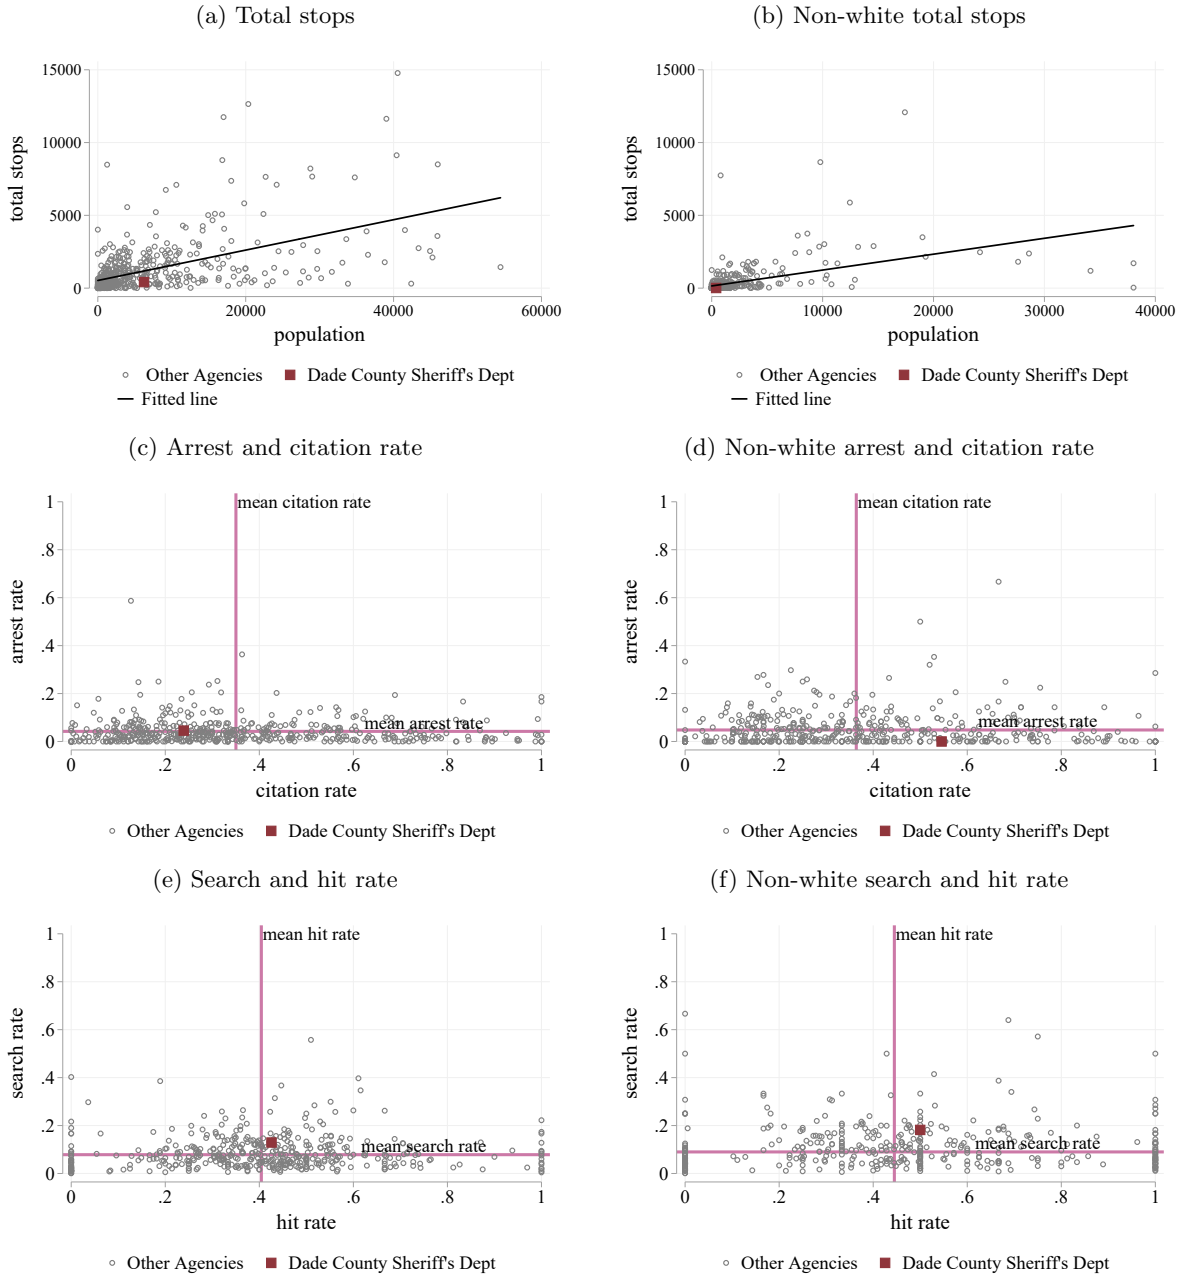 (a) Total stops
(b) Non-white total stops
15000
10000
5000
0
total stops
0
20000
40000
60000
population
Other Agencies
Dade County Sheriff's Dept
Fitted line
15000
10000
5000
0
total stops
0
10000
20000
30000
40000
population
Other Agencies
Dade County Sheriff's Dept
Fitted line
(c) Arrest and citation rate
(d) Non-white arrest and citation rate
1
.8
.6
.4
.2
0
arrest rate
mean citation rate
mean arrest rate
0
.2
.4
.6
.8
1
citation rate
Other Agencies
Dade County Sheriff's Dept
1
.8
.6
.4
.2
0
arrest rate
mean citation rate
mean arrest rate
0
.2
.4
.6
.8
1
citation rate
Other Agencies
Dade County Sheriff's Dept
(e) Search and hit rate
(f) Non-white search and hit rate
1
.8
.6
.4
.2
0
search rate
mean hit rate
mean search rate
0
.2
.4
.6
.8
1
hit rate
Other Agencies
Dade County Sheriff's Dept
1
.8
.6
.4
.2
0
search rate
mean hit rate
mean search rate
0
.2
.4
.6
.8
1
hit rate
Other Agencies
Dade County Sheriff's Dept